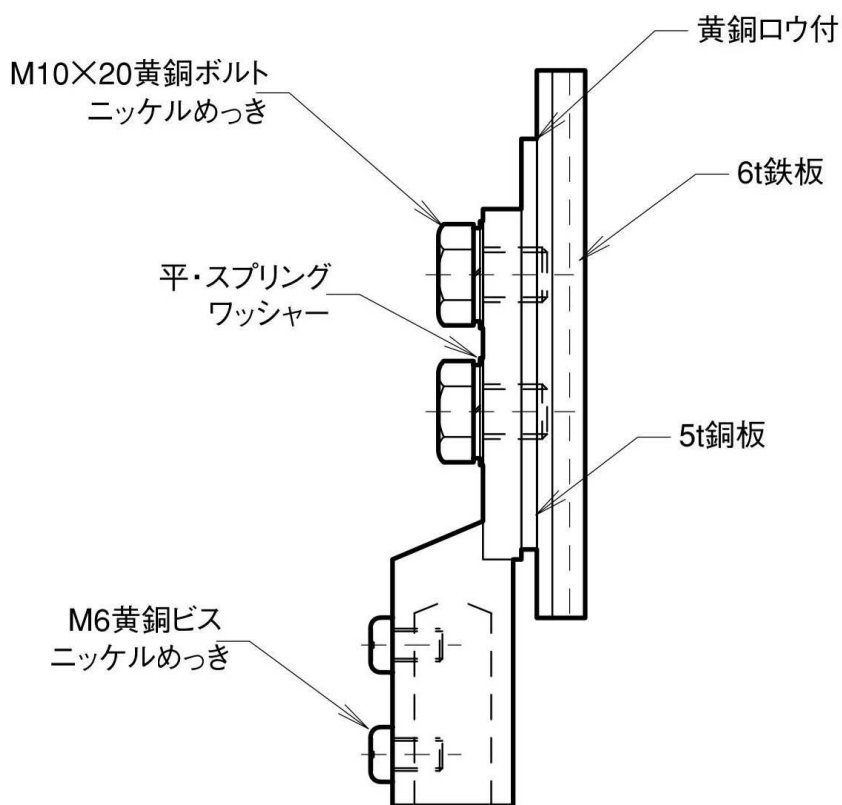 黄銅ロウ付
M10×20黄銅ボルト
ニッケルめっき
6t鉄板
平・スプリング
ワッシャー
5t銅板
M6黄銅ビス
ニッケルめっき